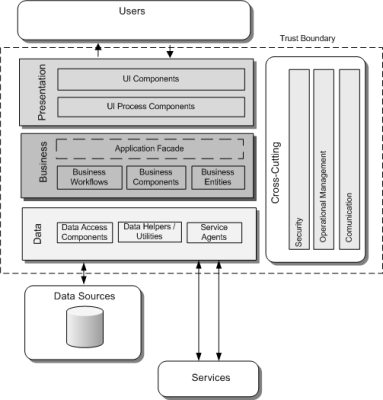 Users
Trust Boundary
Presentation
UI Components
UI Process Components
Business
Application Facade
Business
Workflows
Business
Components
Business
Entities
Data
Data Access
Components
Data Helpers /
Utilities
Service
Agents
Cross-Cutting
Security
Operational Management
Comunication
Data Sources
Services